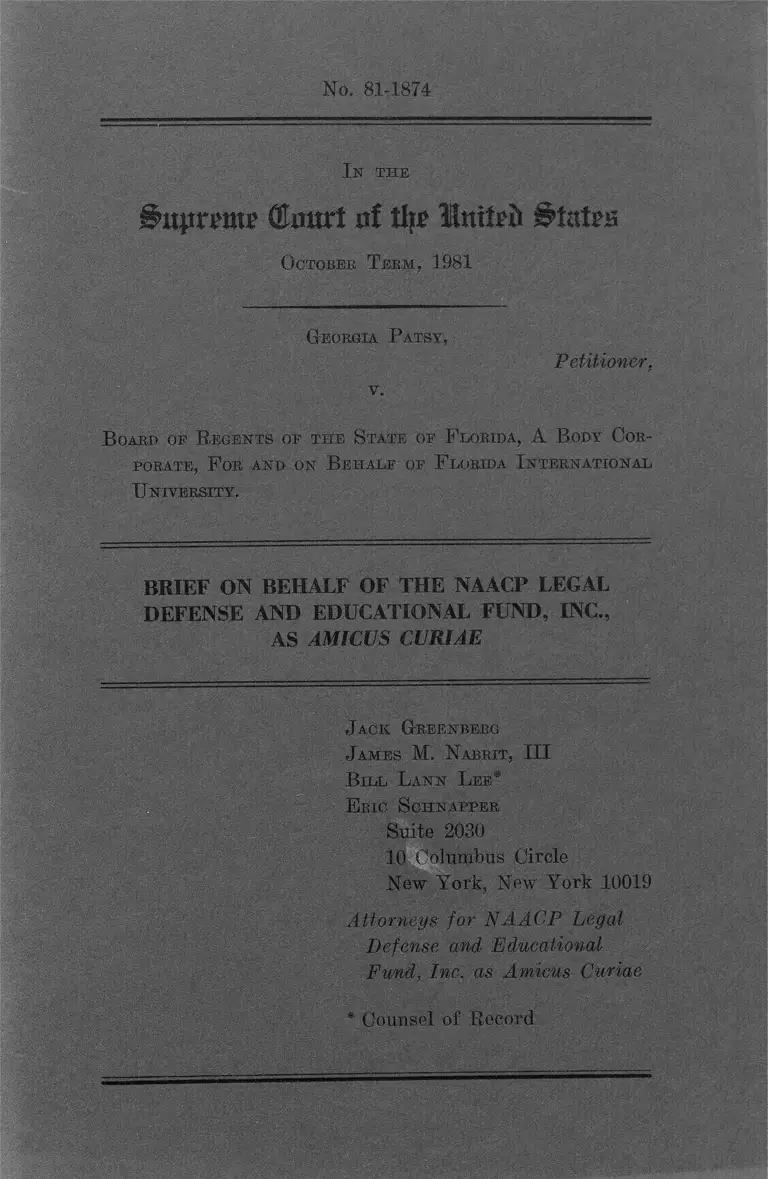 No. 81-1874
In the
Supreme Court of the United States
October Term, 1981
Georgia Patsy,
Petitioner,
v.
Board of Regents of the State of Florida, A Body Cor-
porate, For and on Behalf of Florida International
University.
BRIEF ON BEHALF OF THE NAACP LEGAL
DEFENSE AND EDUCATIONAL FUND, INC.,
AS AMICUS CURIAE
Jack Greenberg
James M. Nabrit, III
Bill Lann Lee*
Eric Schnapper
Suite 2030
10 Columbus Circle
New York, New York 10019
Attorneys for NAACP Legal
Defense and Educational
Fund, Inc. as Amicus Curiae
* Counsel of Record